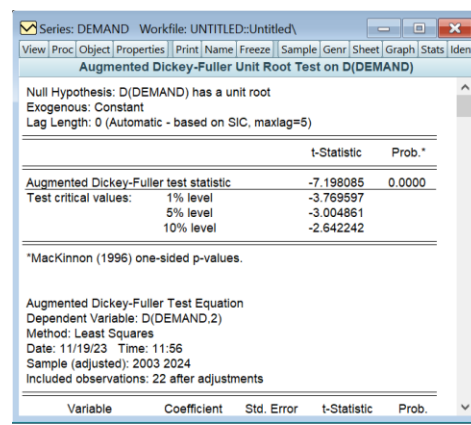 Series: DEMAND Workfile: UNTITLED::Untitled\
View Proc Object Properties Print Name Freeze Sample Genr Sheet Graph Stats Iden
Augmented Dickey-Fuller Unit Root Test on D(DEMAND)
Null Hypothesis: D(DEMAND) has a unit root
Exogenous: Constant
Lag Length: 0 (Automatic - based on SIC, maxlag=5)
t-Statistic Prob.*
Augmented Dickey-Fuller test statistic -7.198085 0.0000
Test critical values: 1% level -3.769597
5% level -3.004861
10% level -2.642242
*MacKinnon (1996) one-sided p-values.
Augmented Dickey-Fuller Test Equation
Dependent Variable: D(DEMAND,2)
Method: Least Squares
Date: 11/19/23 Time: 11:56
Sample (adjusted): 2003 2024
Included observations: 22 after adjustments
Variable Coefficient Std. Error t-Statistic Prob.